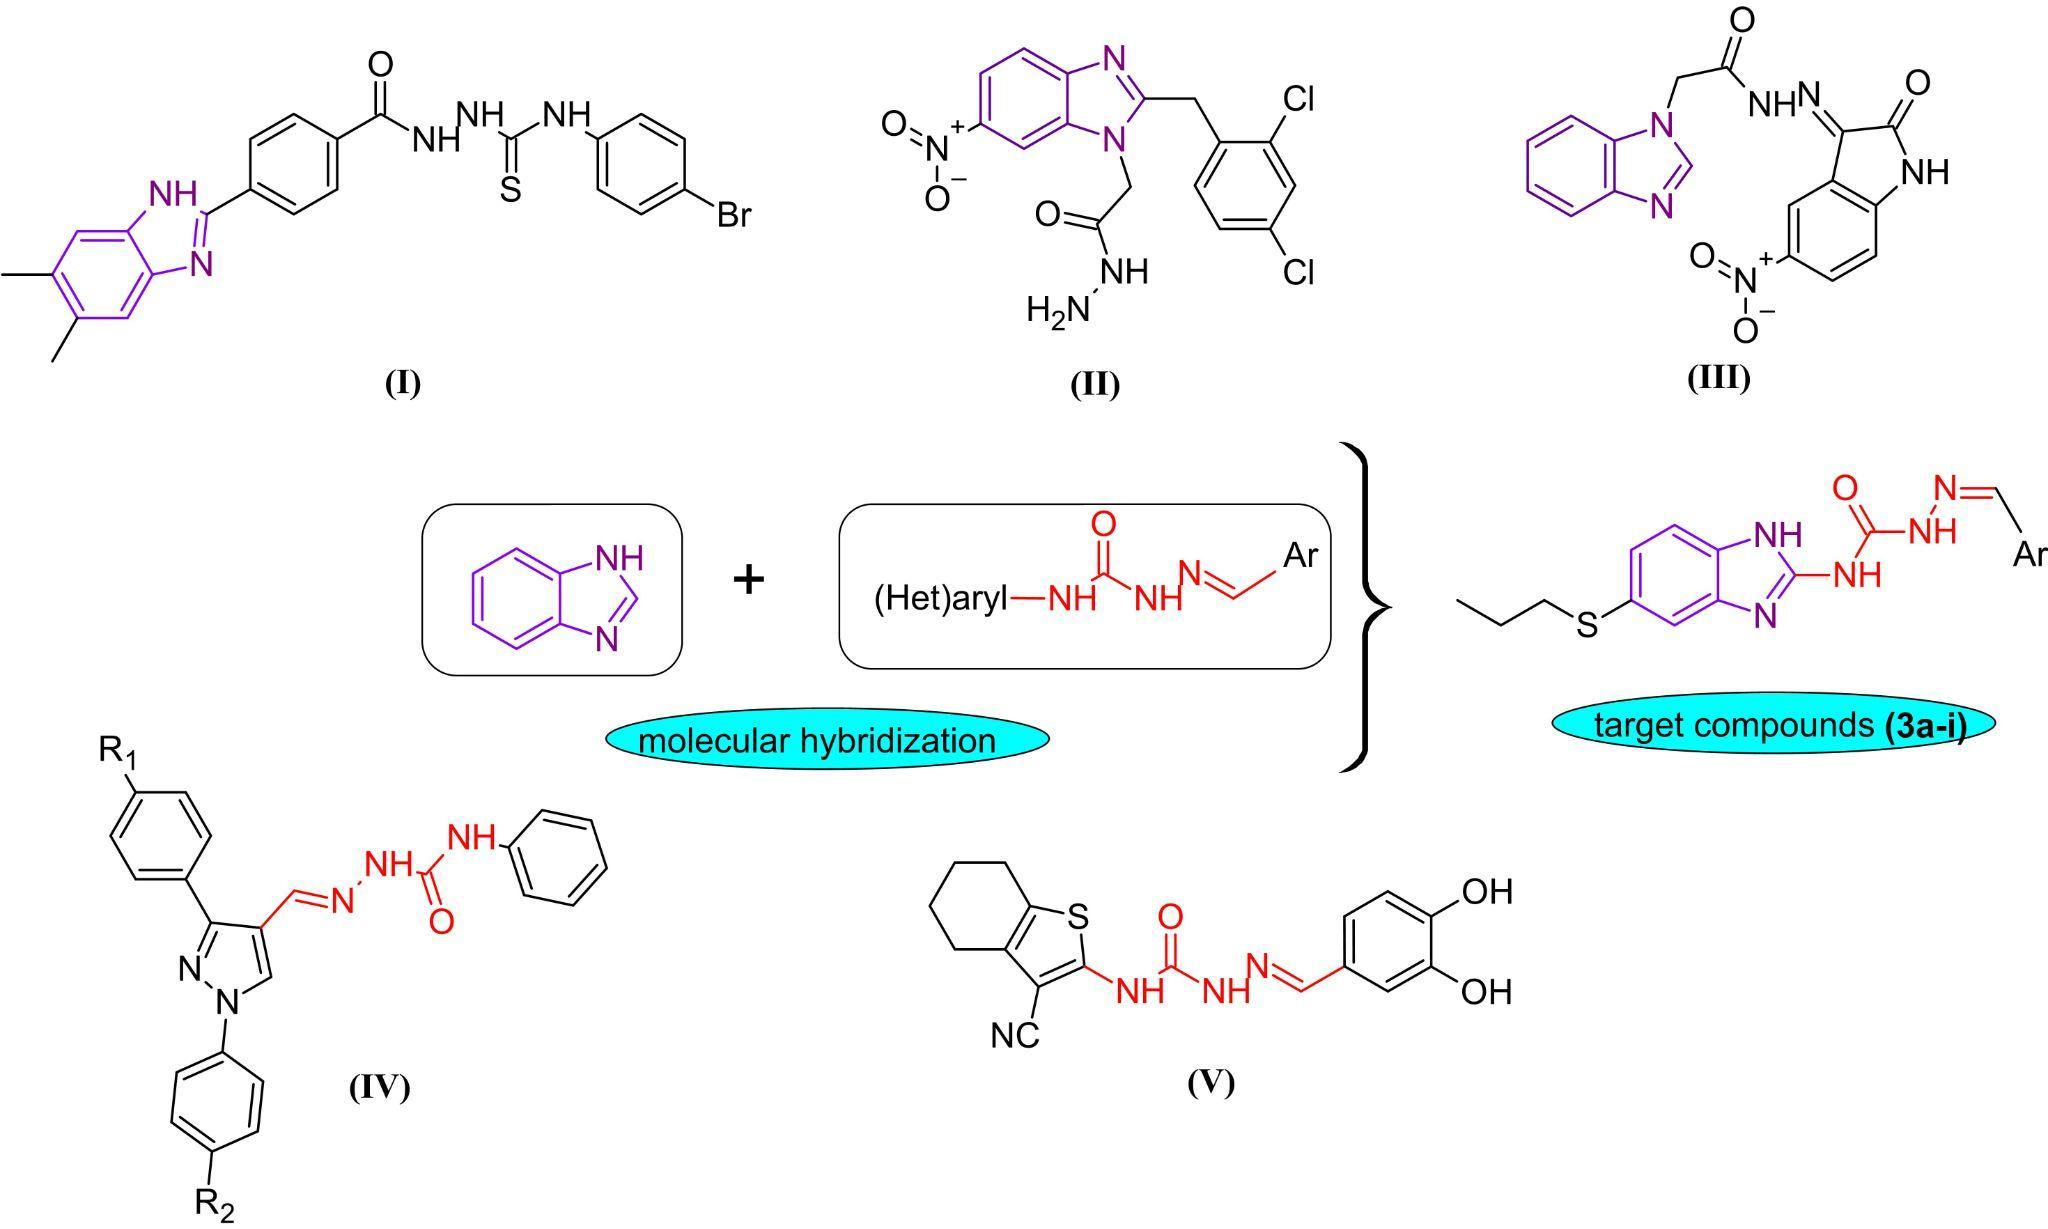 O
NH
NH
NH
S
Br
NH
N
(I)
N
N
O
N
+
O
−
Cl
Cl
O
NH
H2N
(II)
O
N
N
NH
N
O
NH
O
N
+
O
−
(III)
NH
N
+
(Het)aryl
NH
O
NH
N
Ar
molecular hybridization
O
N
NH
NH
NH
N
Ar
S
target compounds (3a-i)
R1
NH
NH
N
O
N
N
R2
(IV)
S
O
NH
NH
N
NC
OH
OH
(V)